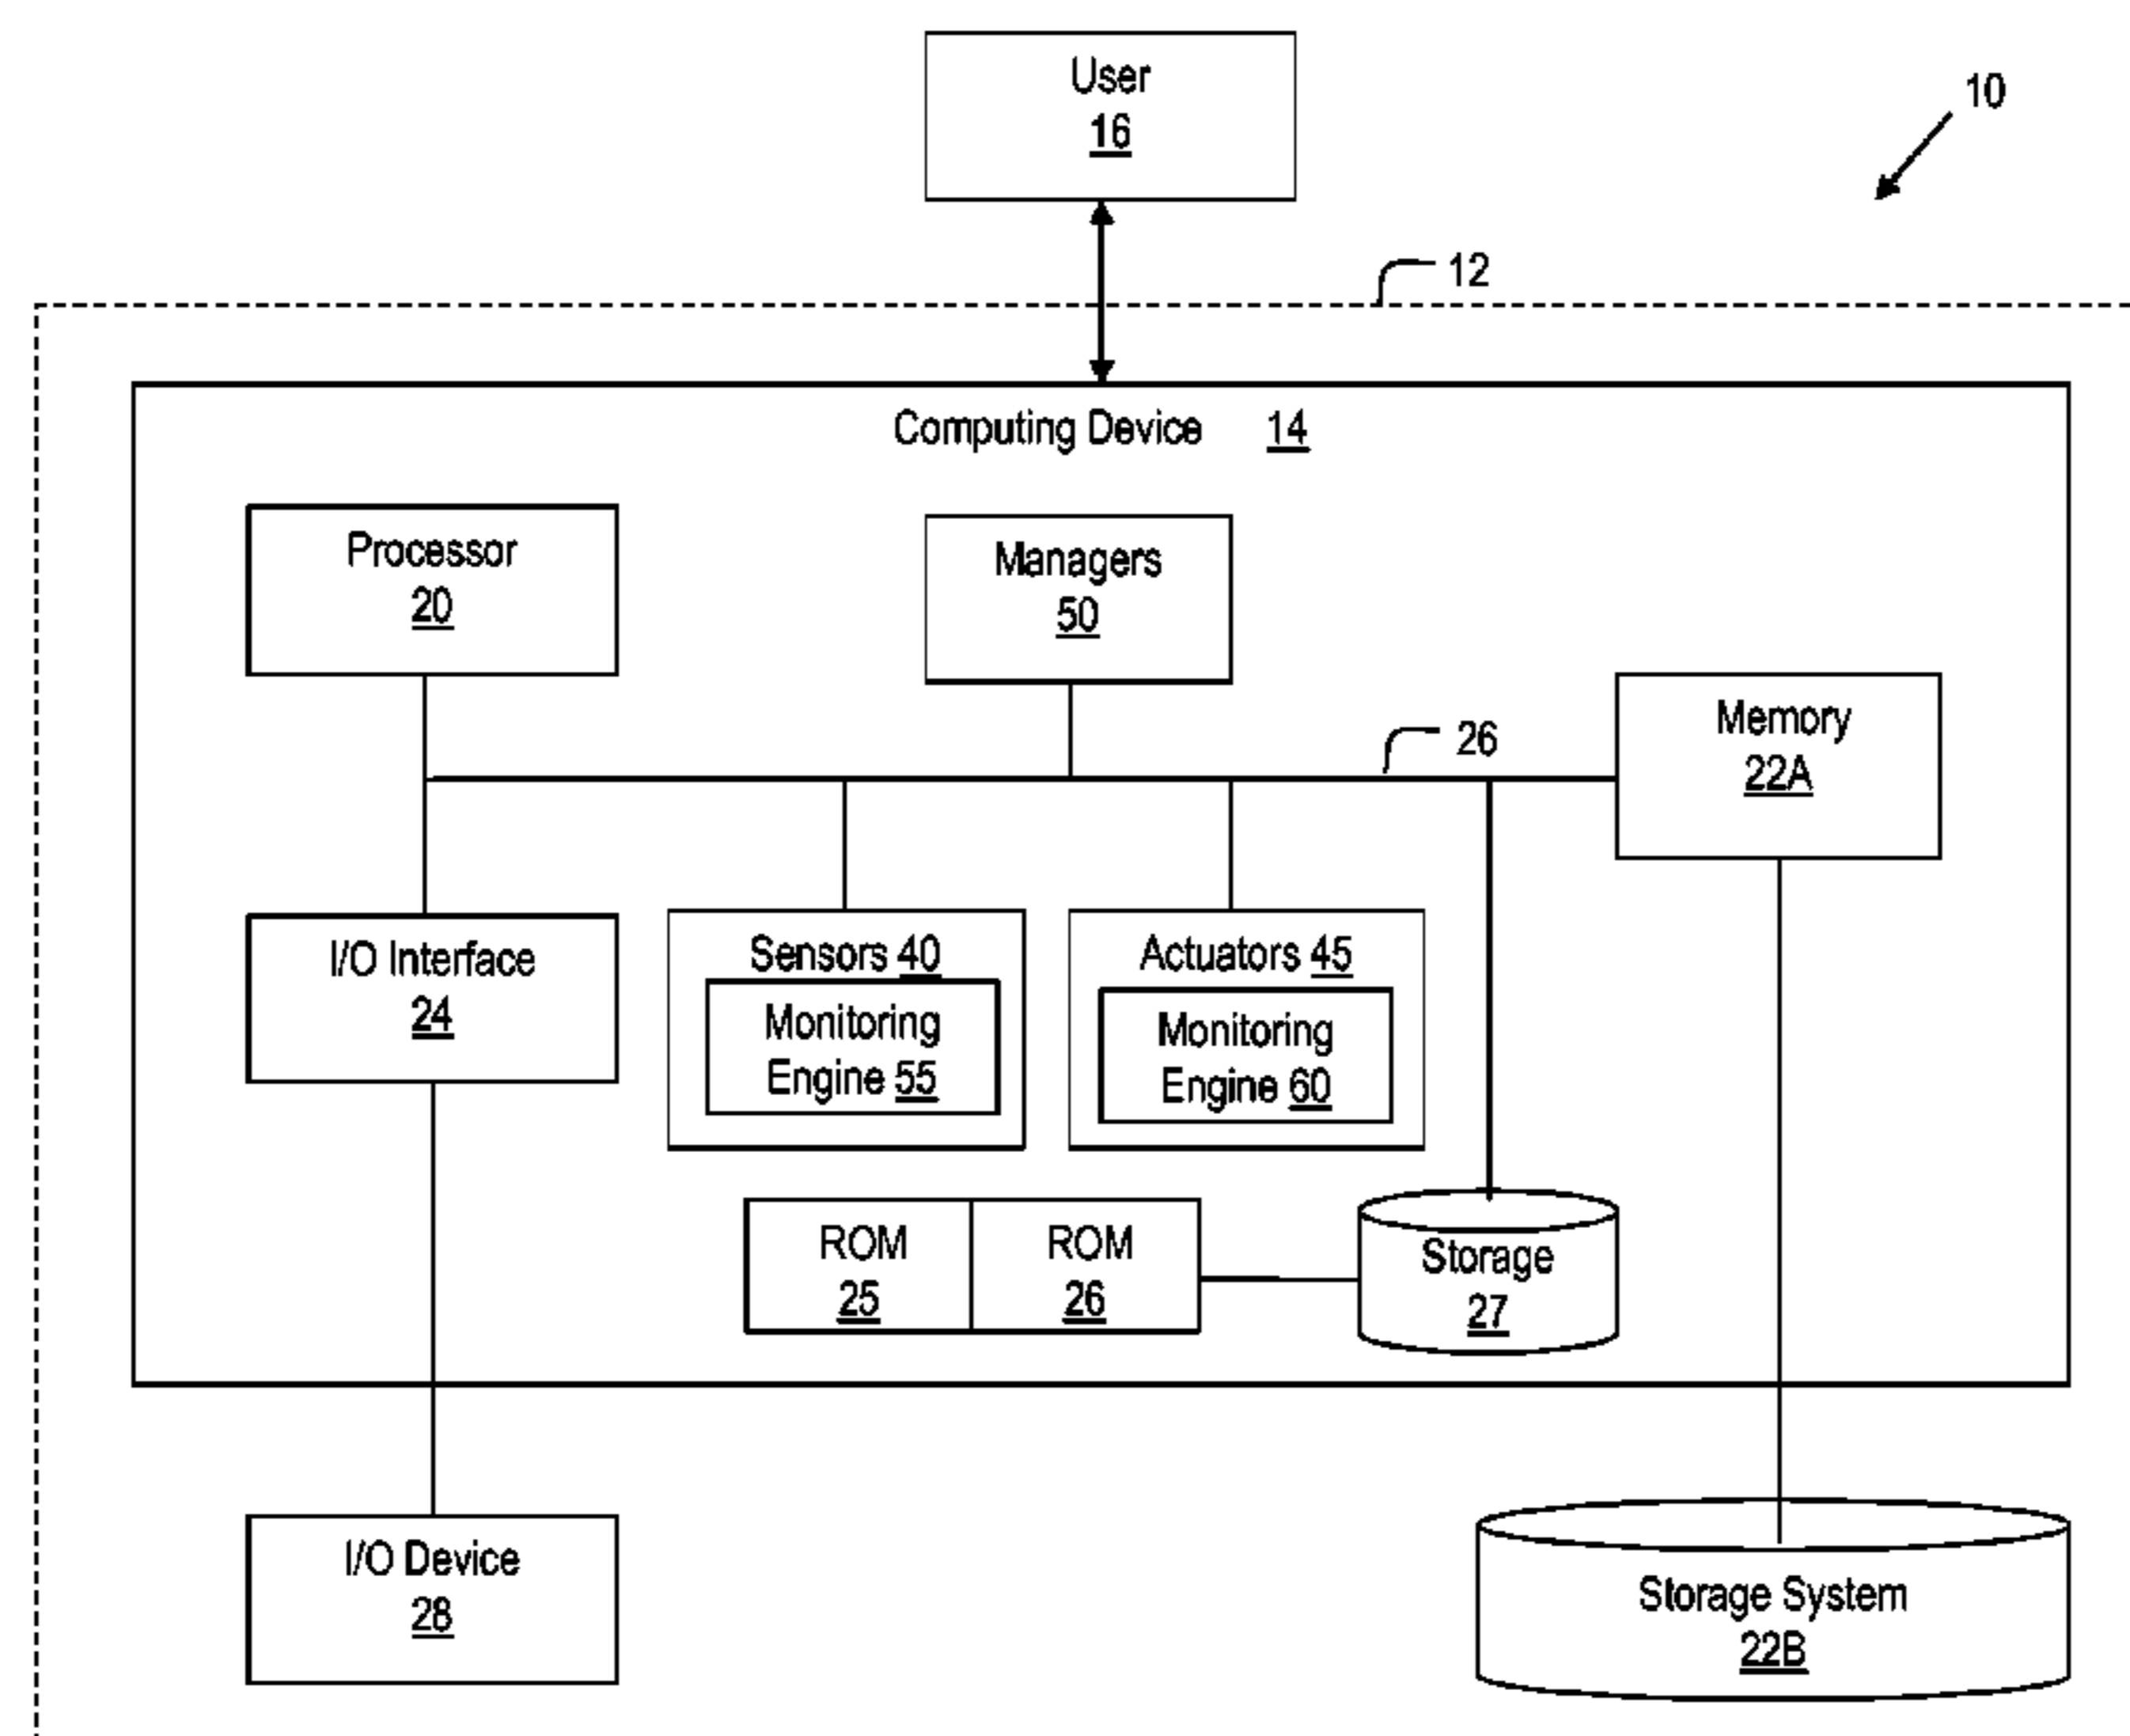 User
16
10
12
Computing Device 14
Processor
20
Managers
50
Memory
22A
26
I/O Interface
24
Sensors 40
Monitoring
Engine 55
Actuators 45
Monitoring
Engine 60
ROM
25
ROM
26
Storage
27
I/O Device
28
Storage System
22B